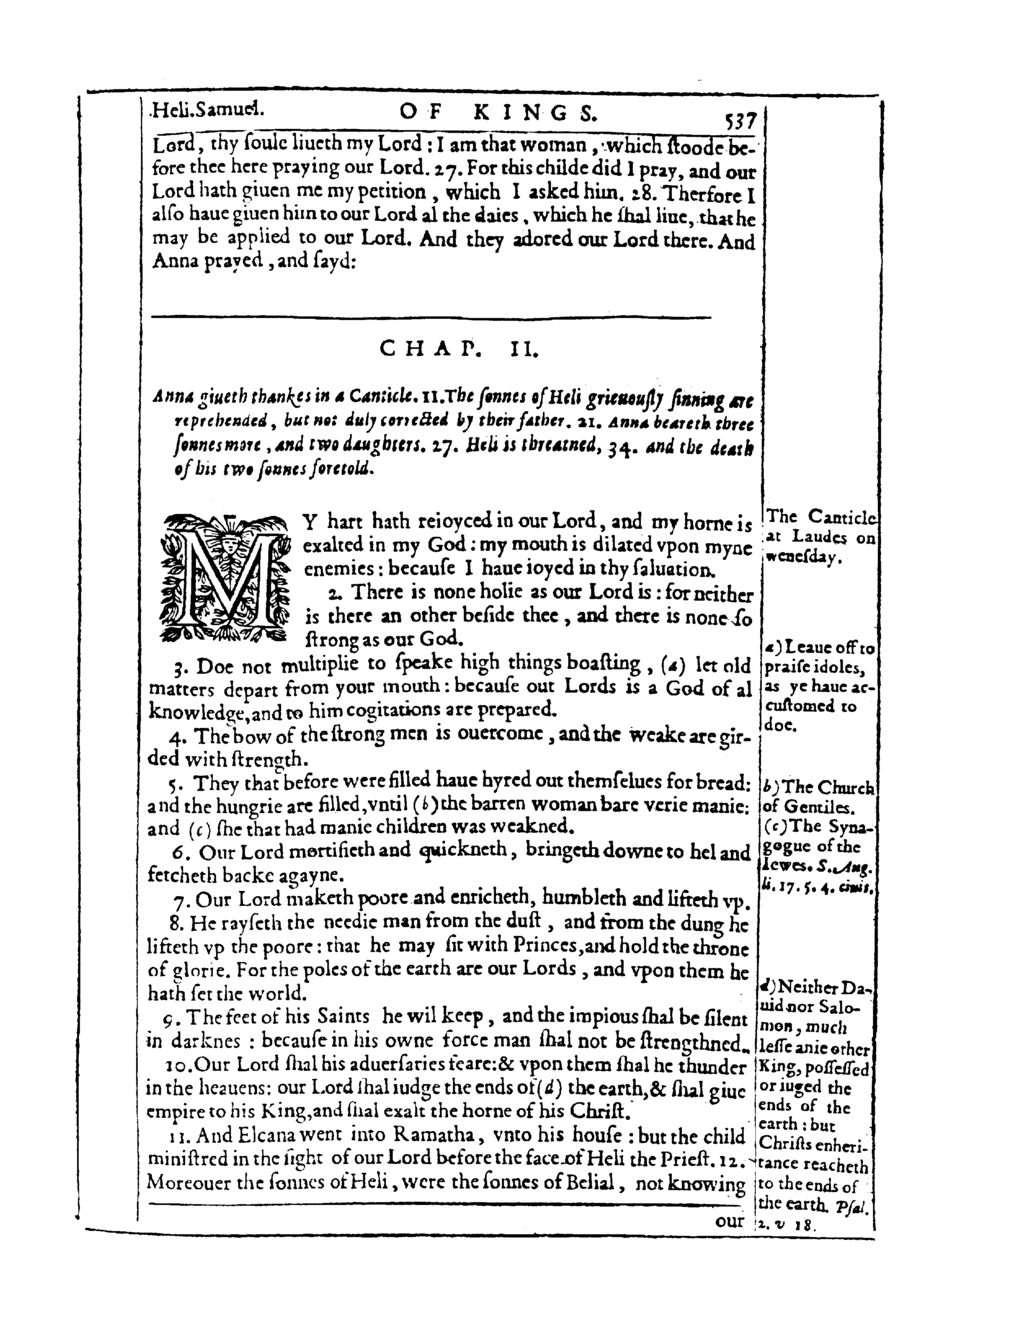 Heli. Samuel. OF KINGS. 537
Lord, thy ſoule liueth my Lord : I am that woman, which ſtoode be-
fore thee here praying our Lord. 27. For this childe did I pray, and our
Lord hath giuen me my petition, which I asked him. 28. Therfore I
alſo haue giuen him to our Lord al the daies, which he ſhal liue, that he
may be applied to our Lord. And they adored our Lord there. And
Anna prayed, and ſayd:
CHAP. II.
Anna giueth thankes in a Canticle. 11. The ſonnes of Heli grieuouſly ſinning are
reprehended, but not duly corrected by their father. 21. Anna beareth three
ſonnes more, and two daughters. 27. Heli is threatned, 34. and the death
of his two ſonnes foretold.
MY hart hath reioyced in our Lord, and my horne is
exalted in my God : my mouth is dilated vpon myne
enemies : becauſe I haue ioyed in thy ſaluation.
2. There is none holie as our Lord is : for neither
is there an other beſide thee, and there is none ſo
ſtrong as our God.
3. Doe not multiplie to ſpeake high things boaſting, (a) let old
matters depart from your mouth : becauſe out Lords is a God of al
knowledge, and to him cogitations are prepared.
4. The bow of the ſtrong men is ouercome, and the weake are gir-
ded with ſtrength.
5. They that before were filled haue hyred out themſelues for bread:
and the hungrie are filled, vntil (b) the barren woman bare verie manie:
and (c) ſhe that had manie children was weakned.
6. Our Lord mortifieth and quickneth, bringeth downe to hel and
fetcheth backe agayne.
7. Our Lord maketh poore and enricheth, humbleth and lifteth vp.
8. He rayſeth the needie man from the duſt, and from the dung he
lifteth vp the poore : that he may ſit with Princes, and hold the throne
of glorie. For the poles of the earth are our Lords, and vpon them he
hath ſet the world.
9. The feet of his Saints he wil keep, and the impious ſhal be ſilent
in darknes : becauſe in his owne force man ſhal not be ſtrengthned.
10. Our Lord ſhal his aduerſaries feare: & vpon them ſhal he thunder
in the heauens: our Lord ſhal iudge the ends of (d) the earth, & ſhal giue
empire to his King, and ſhal exalt the horne of his Chriſt.
11. And Elcana went into Ramatha, vnto his houſe : but the child
miniſtred in the ſight of our Lord before the face of Heli the Prieſt. 12.
Moreouer the ſonnes of Heli, were the ſonnes of Belial, not knowing
our
The Canticle
at Laudes on
weneſday.
a) Leaue off to
praiſe idoles,
as ye haue ac-
cuſtomed to
doe.
b) The Church
of Gentiles.
(c) The Syna-
gogue of the
Iewes. S. Aug.
li. 17. c. 4. ciuit.
d) Neither Da-
uid nor Salo-
mon, much
leſſe anie other
King, poſſeſſed
or iuged the
ends of the
earth : but
Chriſts enheri-
tance reacheth
to the ends of
the earth. Pſal.
2. v 18.